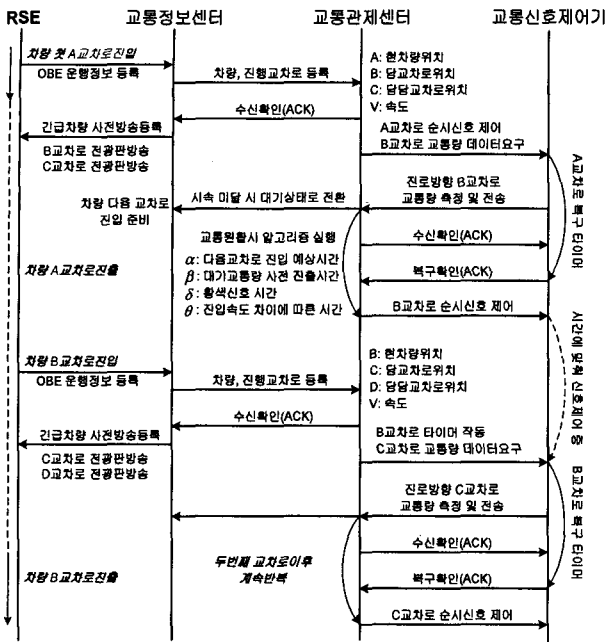 RSE 교통정보센터 교통관제센터 교통신호제어기
차량 첫 A교차로진입
OBE 운행정보 등록
차량, 진행교차로 등록
A: 현차량위치
B: 담교차로위치
C: 담담교차로위치
V: 속도
수신확인(ACK)
긴급차량 사전방송등록
B교차로 전광판방송
C교차로 전광판방송
A교차로 순시신호 제어
B교차로 교통량 데이터요구
A교차로 복구 타이머
차량 다음 교차로
진입 준비
시속 미달 시 대기상태로 전환
진로방향 B교차로
교통량 측정 및 전송
교통원활시 알고리즘 실행
α: 다음교차로 진입 예상시간
β: 대기교통량 사전 진출시간
δ: 황색신호 시간
θ: 진입속도 차이에 따른 시간
수신확인(ACK)
차량 A교차로진출
복구확인(ACK)
B교차로 순시신호 제어
시간에 맞춰 신호제어 중
차량 B교차로진입
OBE 운행정보 등록
차량, 진행교차로 등록
B: 현차량위치
C: 담교차로위치
D: 담담교차로위치
V: 속도
수신확인(ACK)
긴급차량 사전방송등록
C교차로 전광판방송
D교차로 전광판방송
B교차로 타이머 작동
C교차로 교통량 데이터요구
B교차로 복구 타이머
진로방향 C교차로
교통량 측정 및 전송
수신확인(ACK)
두번째 교차로이후
계속반복
차량 B교차로진출
복구확인(ACK)
C교차로 순시신호 제어